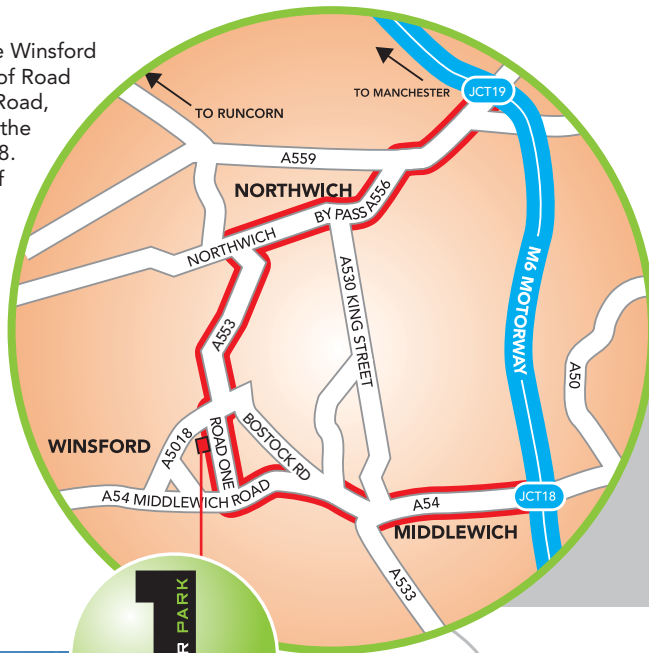 e Winsford
of Road
Road,
the
8.
f
JCT19
TO MANCHESTER
TO RUNCORN
A559
NORTHWICH
A556
BY PASS
NORTHWICH
A530 KING STREET
M6 MOTORWAY
A553
A50
WINSFORD
A5018
ROAD ONE
BOSTOCK RD
A54 MIDDLEWICH ROAD
A54
JCT18
MIDDLEWICH
A533
1
R PARK